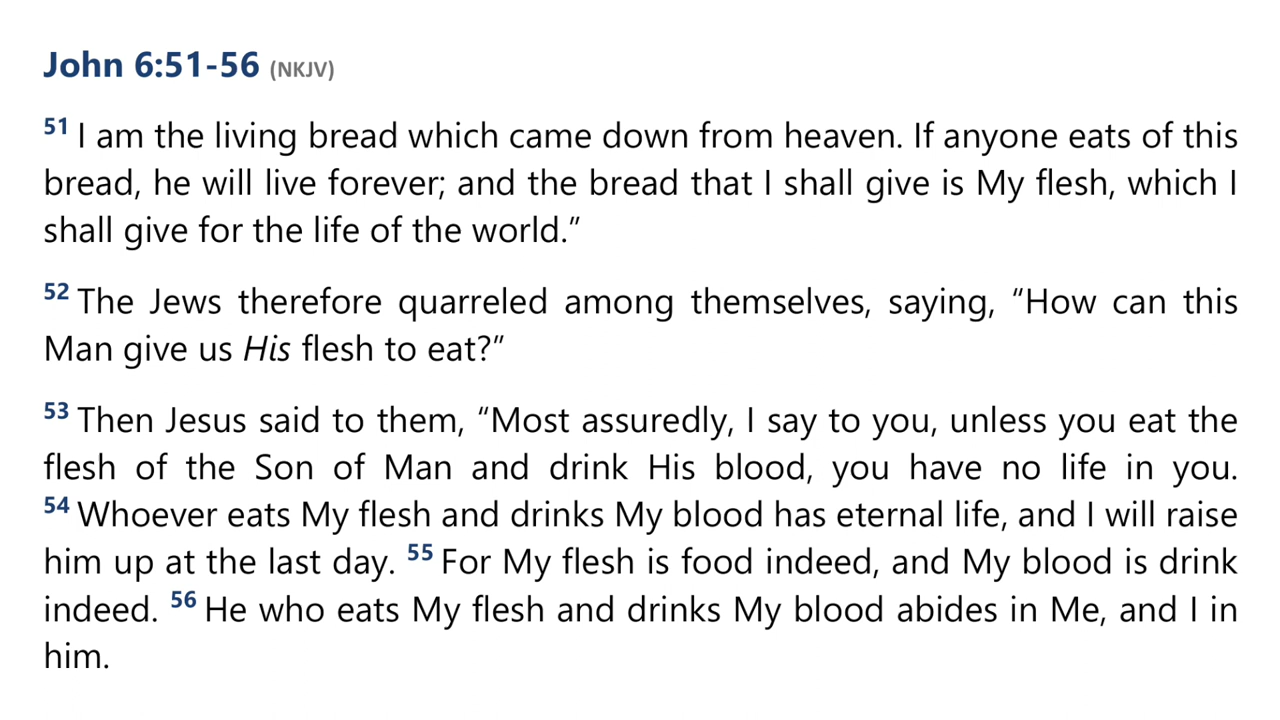 John 6:51-56 (NKJV)
51 I am the living bread which came down from heaven. If anyone eats of this
bread, he will live forever; and the bread that I shall give is My flesh, which I
shall give for the life of the world.”
52 The Jews therefore quarreled among themselves, saying, “How can this
Man give us His flesh to eat?”
53 Then Jesus said to them, “Most assuredly, I say to you, unless you eat the
flesh of the Son of Man and drink His blood, you have no life in you.
54 Whoever eats My flesh and drinks My blood has eternal life, and I will raise
him up at the last day. 55 For My flesh is food indeed, and My blood is drink
indeed. 56 He who eats My flesh and drinks My blood abides in Me, and I in
him.